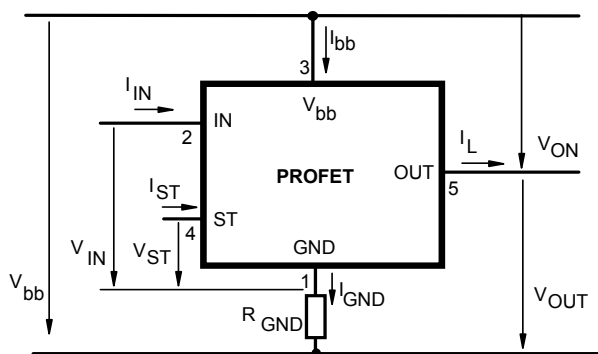 I bb
3
I IN
V bb
IN
2
I L
V ON
PROFET
OUT
I ST
5
ST
4
V IN
V ST
GND
V bb
1
I GND
V OUT
R GND